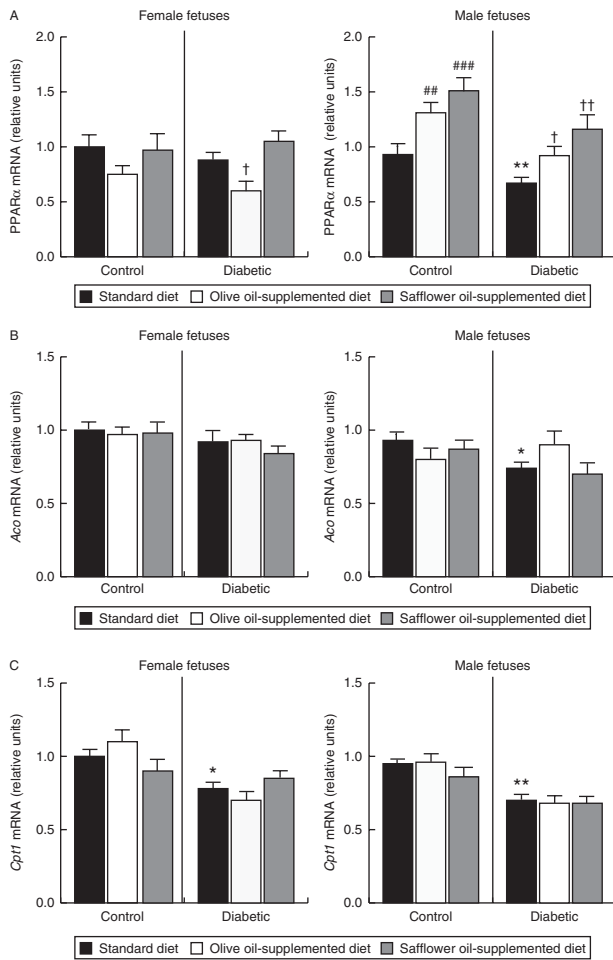 A
Female fetuses
Male fetuses
PPARα mRNA (relative units)
2.0
1.5
1.0
0.5
0.0
†
Control
Diabetic
PPARα mRNA (relative units)
2.0
1.5
1.0
0.5
0.0
##
###
**
†
††
Control
Diabetic
Standard diet Olive oil-supplemented diet Safflower oil-supplemented diet
B
Female fetuses
Male fetuses
Aco mRNA (relative units)
1.5
1.0
0.5
0.0
Control
Diabetic
Aco mRNA (relative units)
1.5
1.0
0.5
0.0
*
Control
Diabetic
Standard diet Olive oil-supplemented diet Safflower oil-supplemented diet
C
Female fetuses
Male fetuses
Cpt1 mRNA (relative units)
1.5
1.0
0.5
0.0
*
Control
Diabetic
Cpt1 mRNA (relative units)
1.5
1.0
0.5
0.0
**
Control
Diabetic
Standard diet Olive oil-supplemented diet Safflower oil-supplemented diet